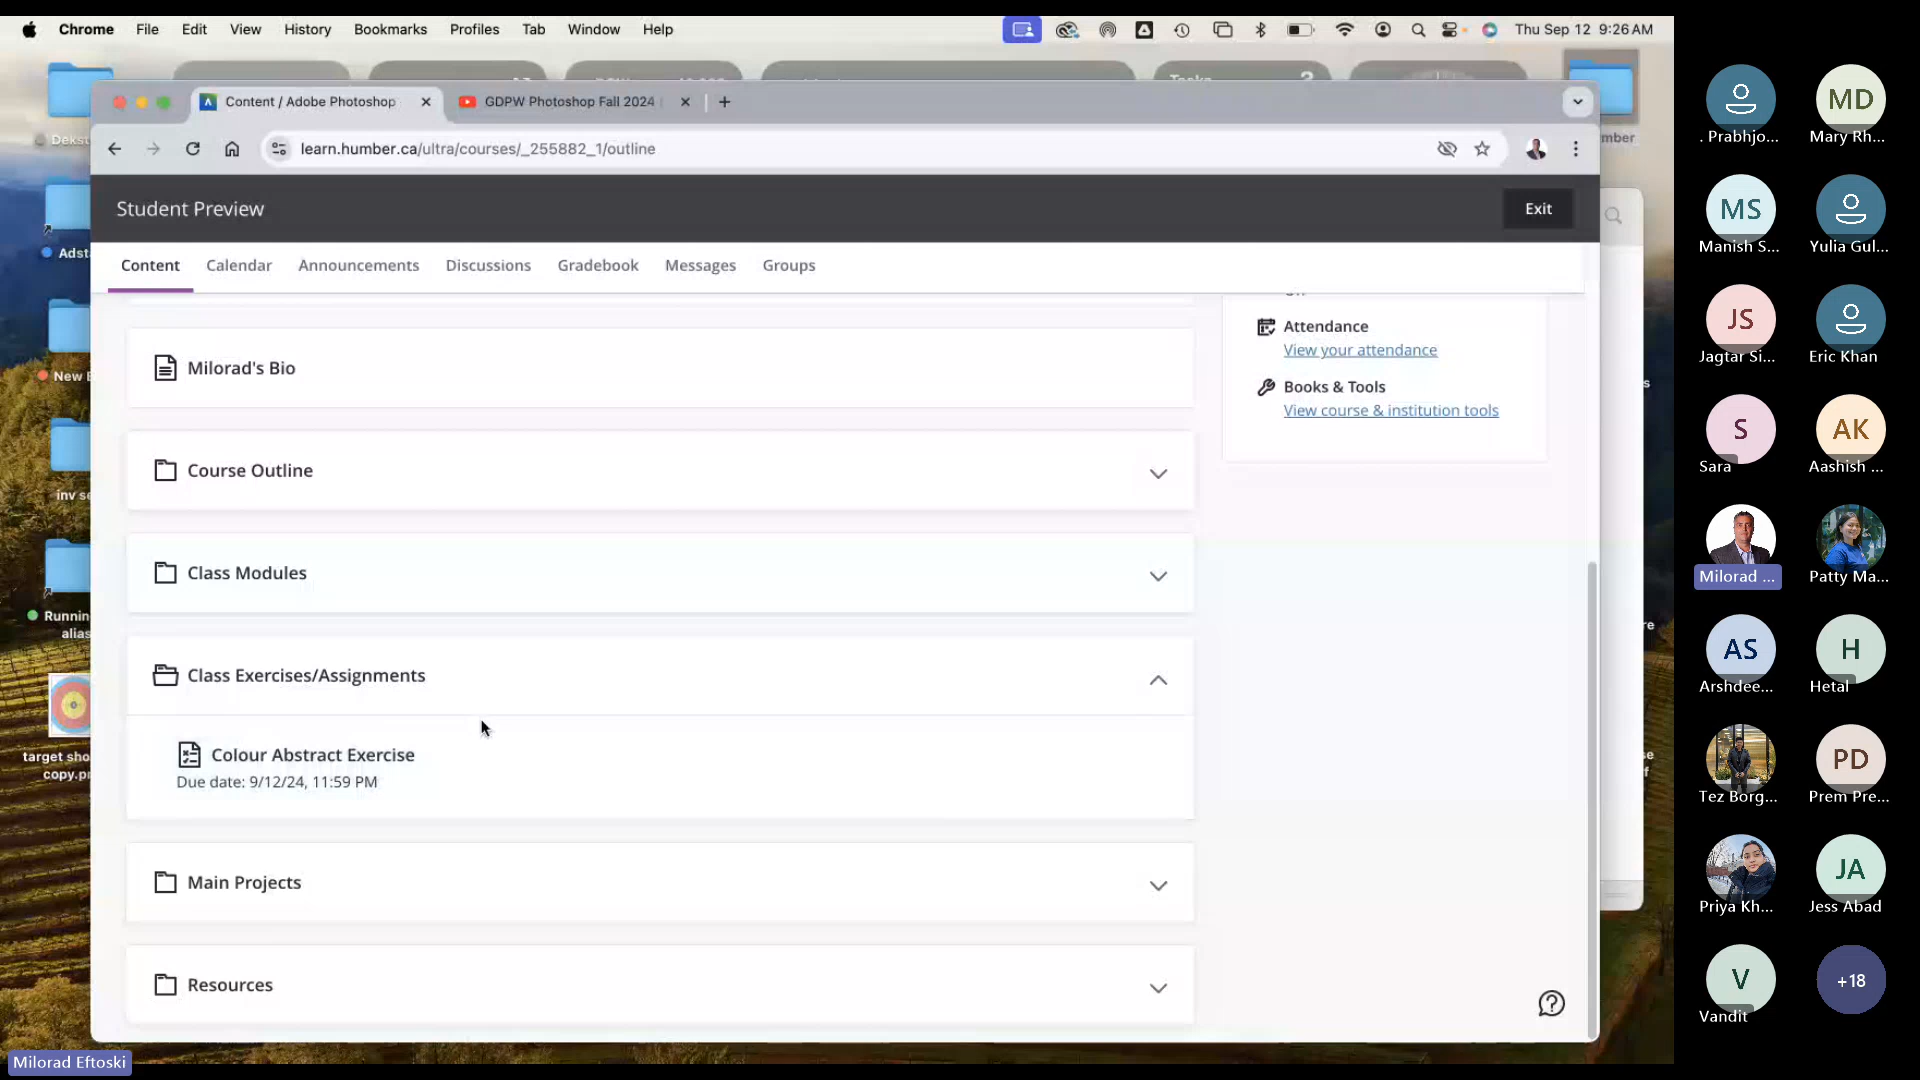 Chrome File Edit View History Bookmarks Profiles Tab Window Help
Thu Sep 12 9:26 AM
Content / Adobe Photoshop
GDPW Photoshop Fall 2024
learn.humber.ca/ultra/courses/_255882_1/outline
Student Preview
Exit
Content Calendar Announcements Discussions Gradebook Messages Groups
Milorad's Bio
Course Outline
Class Modules
Class Exercises/Assignments
Colour Abstract Exercise
Due date: 9/12/24, 11:59 PM
Main Projects
Resources
Attendance
View your attendance
Books & Tools
View course & institution tools
Tasks
Adsta
New
inv se
Runnin
alias
target sho
copy.p
mber
. Prabhjo...
MD
Mary Rh...
MS
Manish S...
Yulia Gul...
JS
Jagtar Si...
Eric Khan
S
Sara
AK
Aashish ...
Milorad ...
Patty Ma...
AS
Arshdee...
H
Hetal
Tez Borg...
PD
Prem Pre...
Priya Kh...
JA
Jess Abad
V
Vandit
+18
Milorad Eftoski